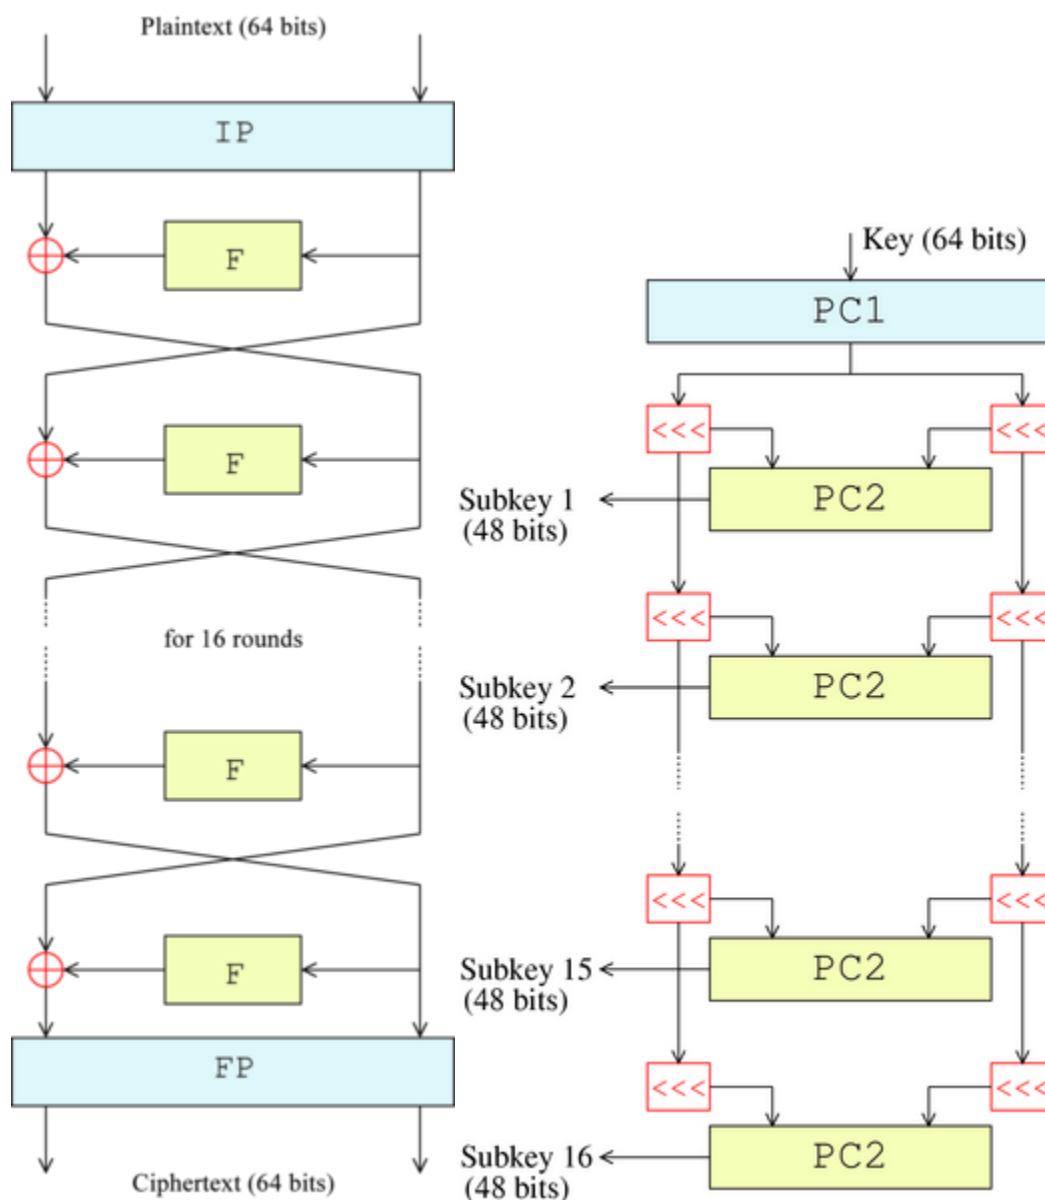 Plaintext (64 bits)
IP
F
F
for 16 rounds
F
F
FP
Ciphertext (64 bits)
Key (64 bits)
PC1
<<< <<<
PC2
Subkey 1
(48 bits)
<<< <<<
PC2
Subkey 2
(48 bits)
<<< <<<
PC2
Subkey 15
(48 bits)
<<< <<<
PC2
Subkey 16
(48 bits)